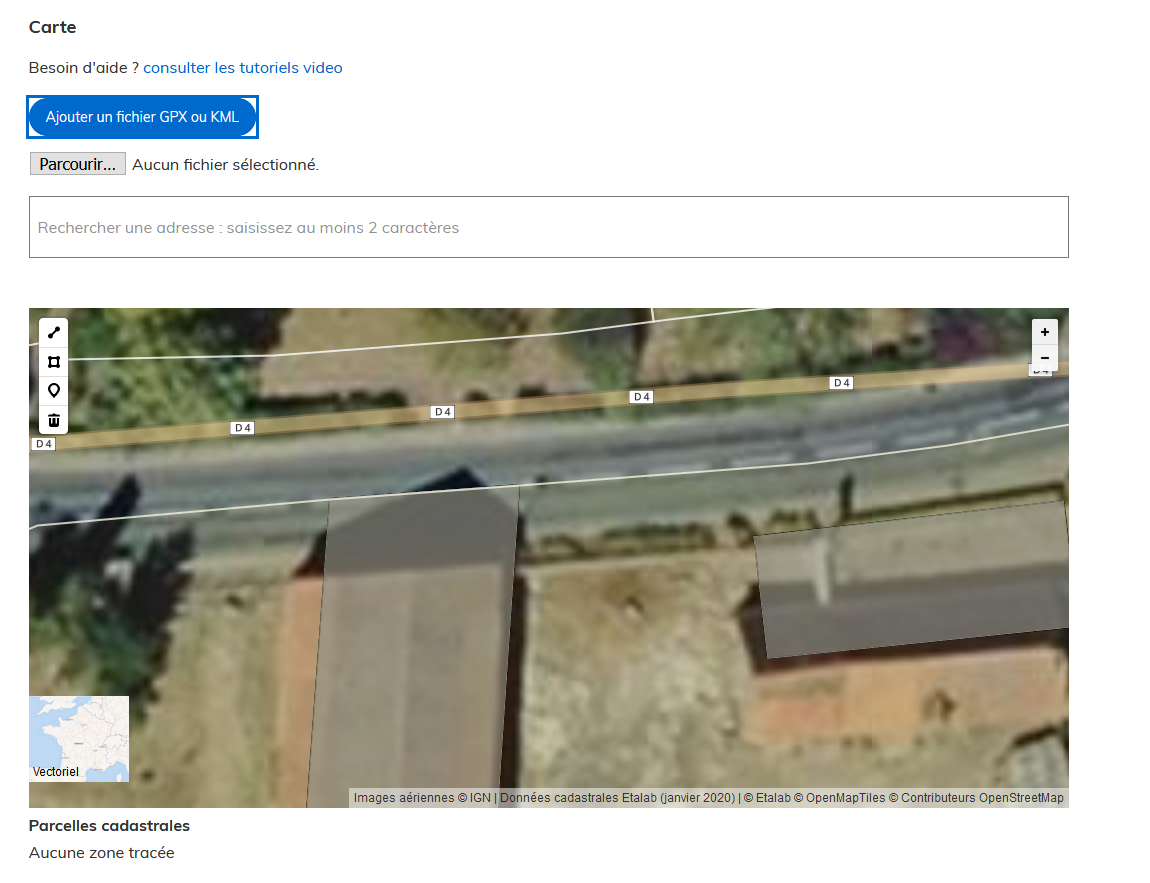 Carte
Besoin d'aide ? consulter les tutoriels video
Ajouter un fichier GPX ou KML
Parcourir... Aucun fichier sélectionné.
Rechercher une adresse : saisissez au moins 2 caractères
+
−
D 4
D 4
D 4
D 4
D 4
D 4
Vectoriel
Images aériennes © IGN | Données cadastrales Etalab (janvier 2020) | © Etalab © OpenMapTiles © Contributeurs OpenStreetMap
Parcelles cadastrales
Aucune zone tracée